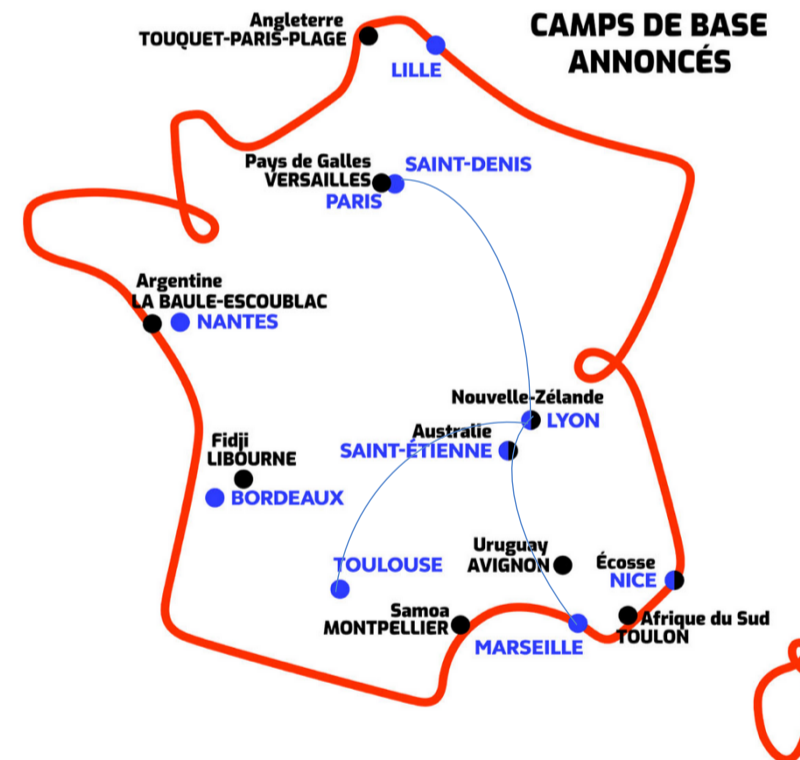 CAMPS DE BASE
ANNONCÉS
Angleterre
TOUQUET-PARIS-PLAGE
LILLE
Pays de Galles
VERSAILLES
SAINT-DENIS
PARIS
Argentine
LA BAULE-ESCOUBLAC
NANTES
Nouvelle-Zélande
LYON
Australie
SAINT-ÉTIENNE
Fidji
LIBOURNE
BORDEAUX
TOULOUSE
Uruguay
AVIGNON
Écosse
NICE
Samoa
MONTPELLIER
Afrique du Sud
TOULON
MARSEILLE